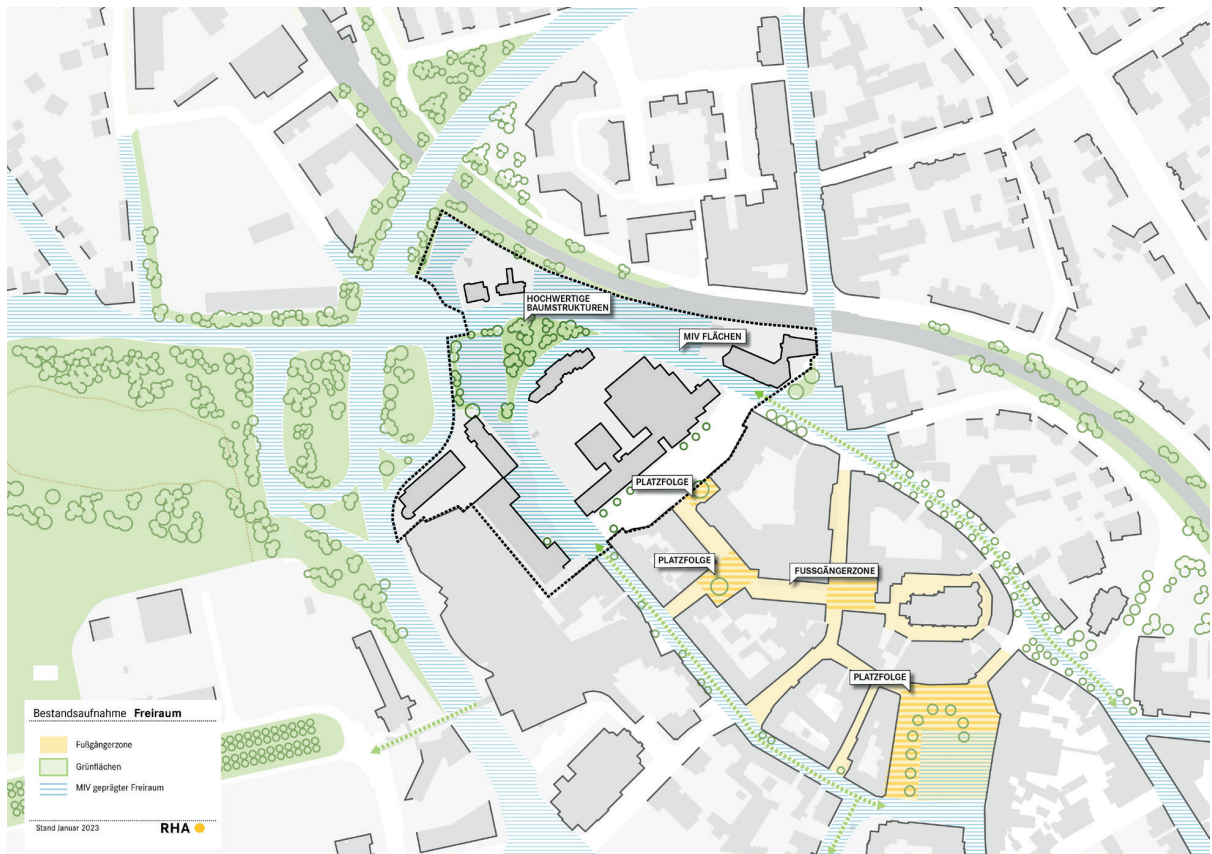 HOCHWERTIGE
BAUMSTRUKTUREN
MIV FLÄCHEN
PLATZFOLGE
PLATZFOLGE
FUSSGÄNGERZONE
PLATZFOLGE
Bestandsaufnahme Freiraum
Fußgängerzone
Grünflächen
MIV geprägter Freiraum
Stand Januar 2023
RHA